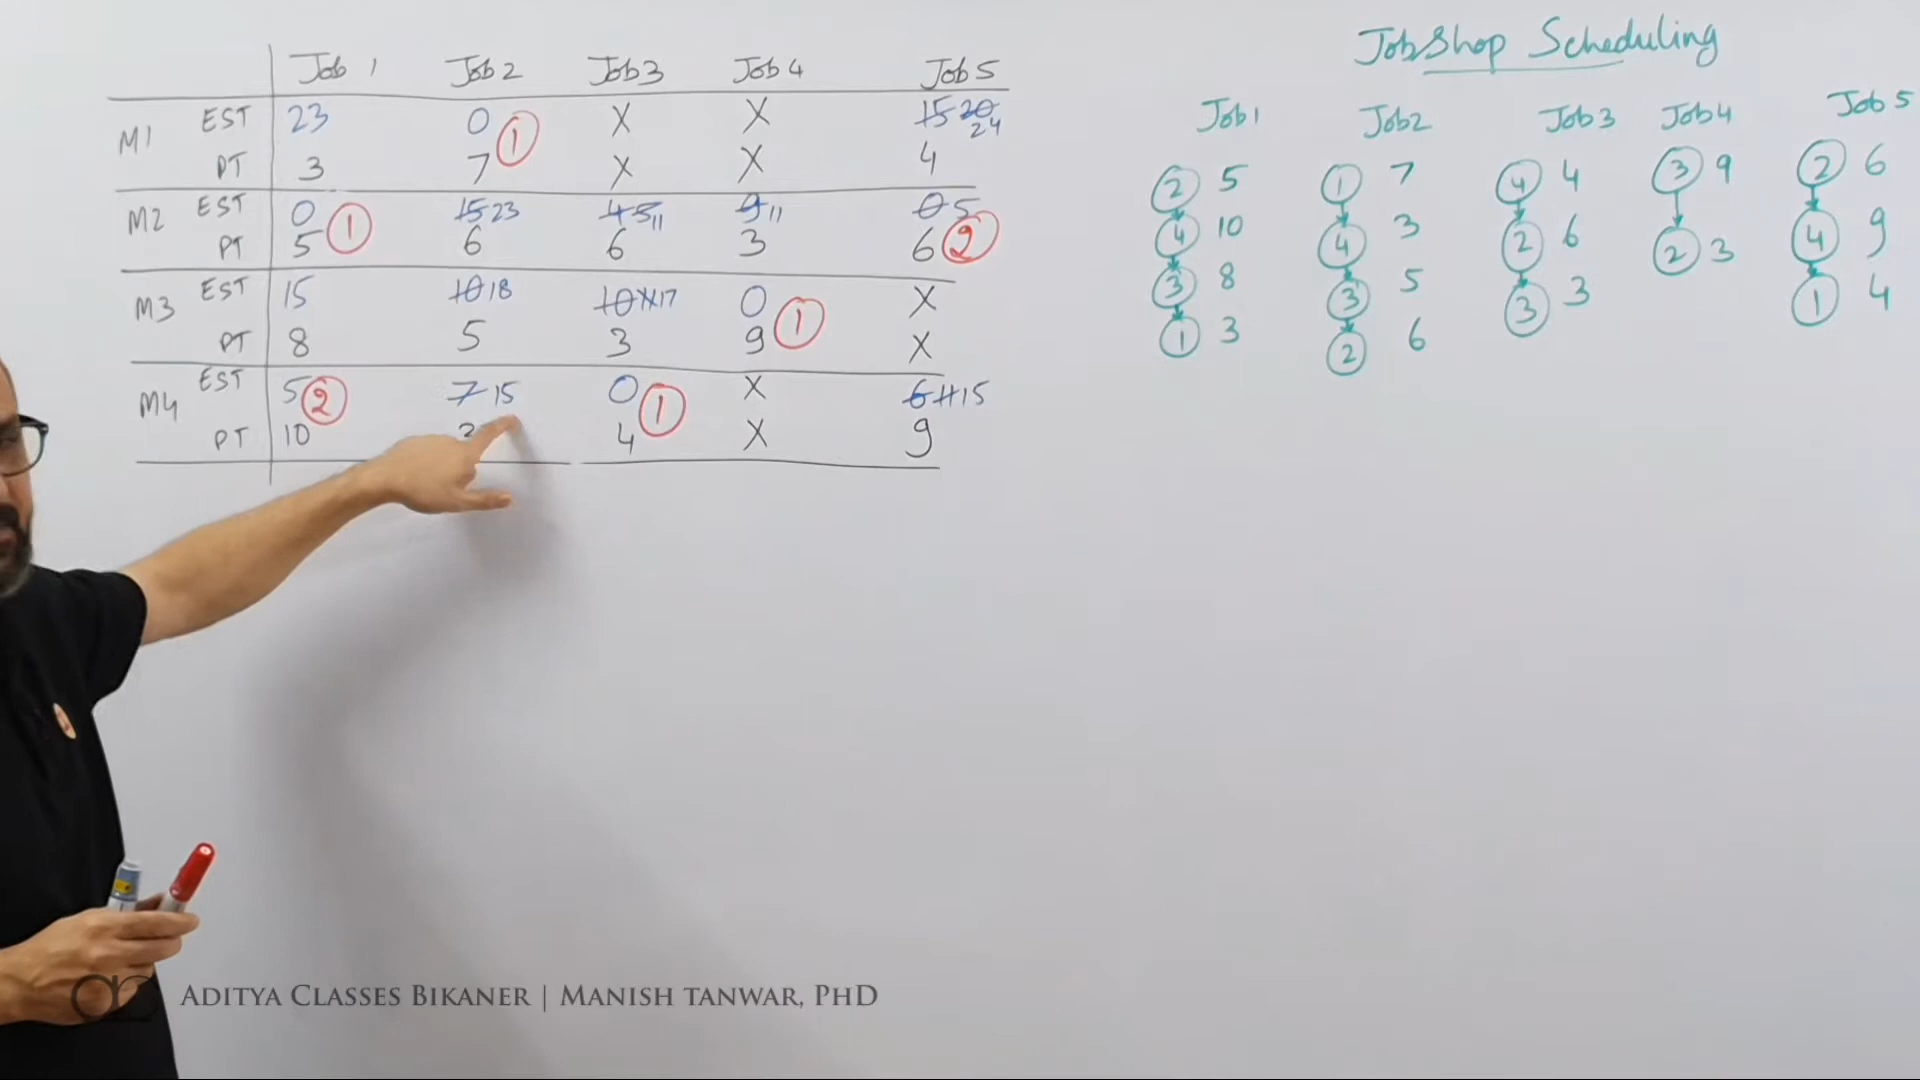 JobShop Scheduling
Job 1 Job 2 Job3 Job 4 Job 5
M1 EST 23 0 1 X X 15 20 24
PT 3 7 X X 4
M2 EST 0 1 15 23 4 5 11 9 11 0 5
PT 5 6 6 3 6 2
M3 EST 15 10 18 10 11 17 0 1 X
PT 8 5 3 9 X
M4 EST 5 2 7 15 0 1 X 6 11 15
PT 10 4 X 9
Job1 Job2 Job3 Job4 Job 5
2 5 1 7 4 4 3 9 2 6
4 10 4 3 2 6 2 3 4 9
3 8 3 5 3 3 1 4
1 3 2 6
ADITYA CLASSES BIKANER | MANISH TANWAR, PHD